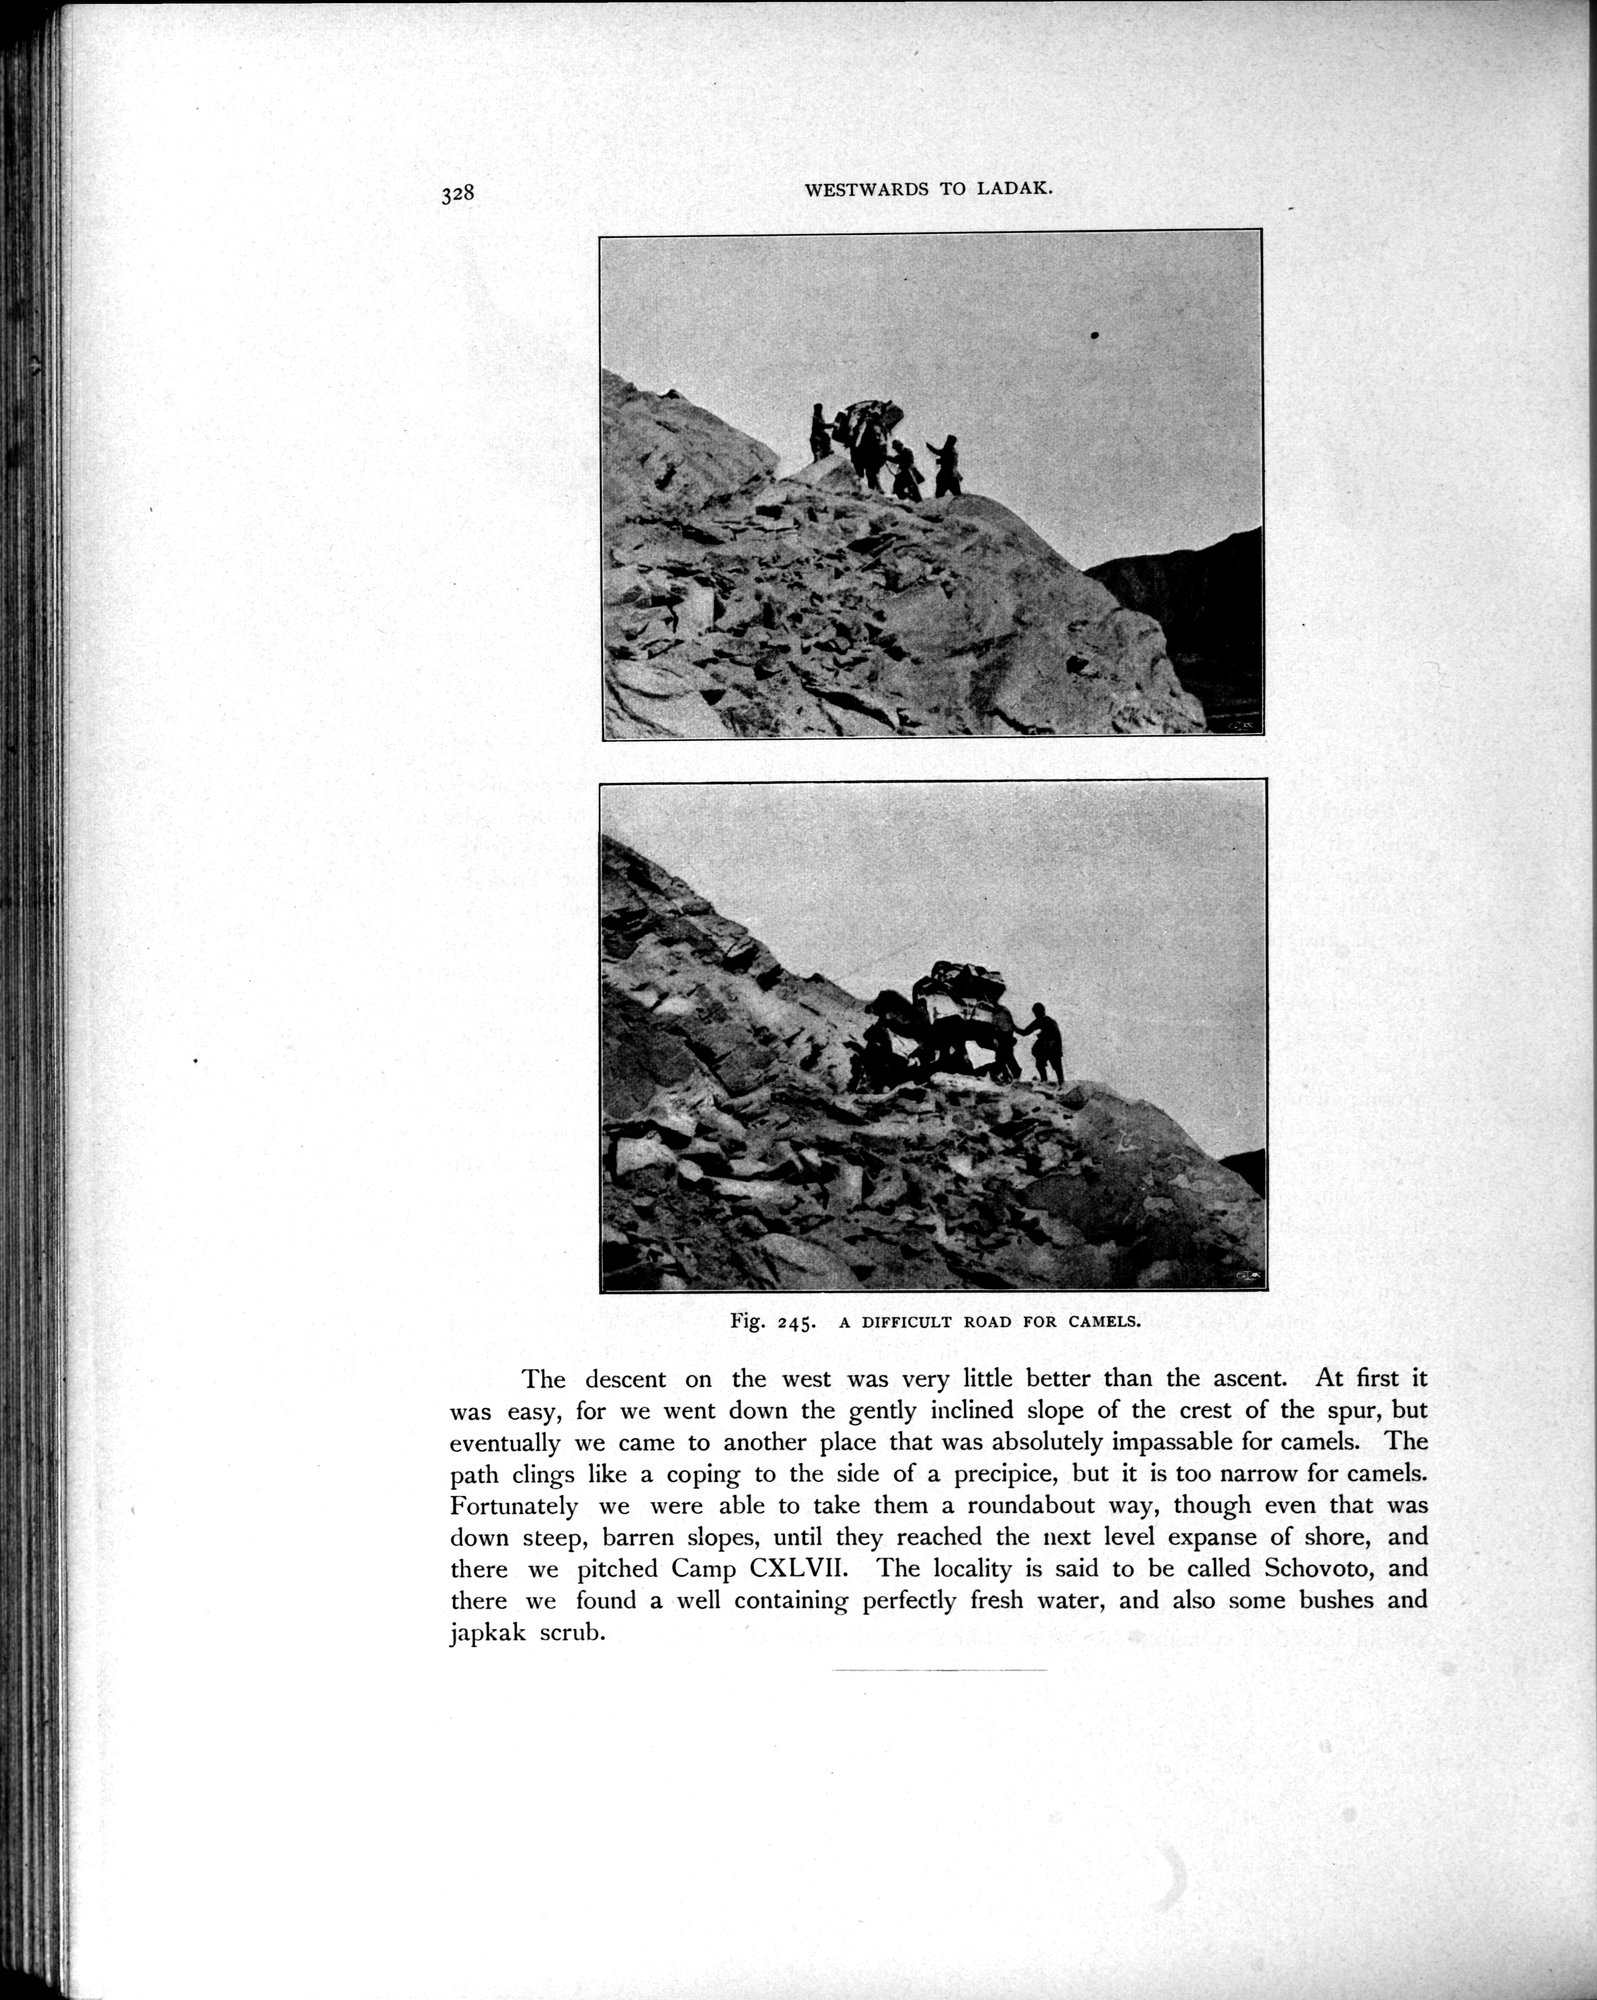 328
WESTWARDS TO LADAK.
Fig. 245. A DIFFICULT ROAD FOR CAMELS.
The descent on the west was very little better than the ascent. At first it
was easy, for we went down the gently inclined slope of the crest of the spur, but
eventually we came to another place that was absolutely impassable for camels. The
path clings like a coping to the side of a precipice, but it is too narrow for camels.
Fortunately we were able to take them a roundabout way, though even that was
down steep, barren slopes, until they reached the next level expanse of shore, and
there we pitched Camp CXLVII. The locality is said to be called Schovoto, and
there we found a well containing perfectly fresh water, and also some bushes and
japkak scrub.